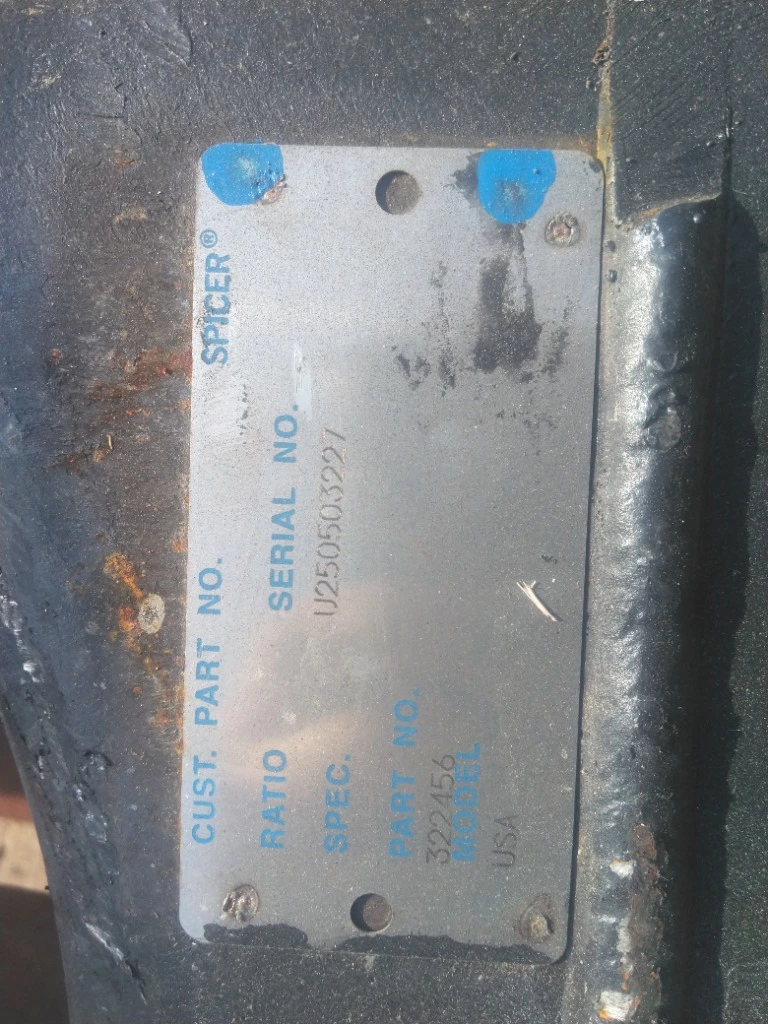 CUST. PART NO. SPICER®
RATIO SERIAL NO.
SPEC. U250503227
PART NO.
322456
MODEL
USA